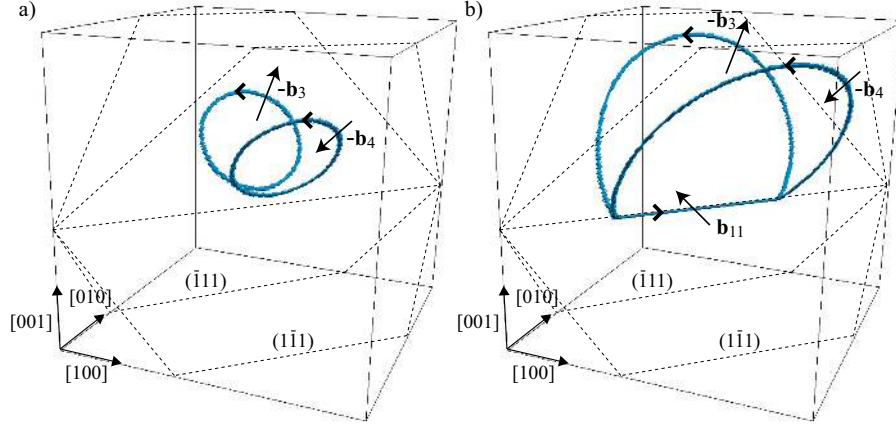 a)
-b3
-b4
(1̄11)
(11̄1)
[010]
[001]
[100]
b)
-b3
-b4
b11
(1̄11)
(11̄1)
[010]
[001]
[100]